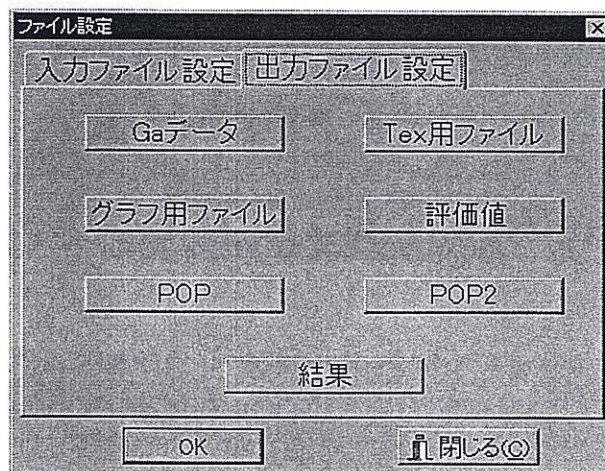 ファイル設定
入力ファイル設定 出力ファイル設定
Gaデータ Tex用ファイル
グラフ用ファイル 評価値
POP POP2
結果
OK 閉じる(C)